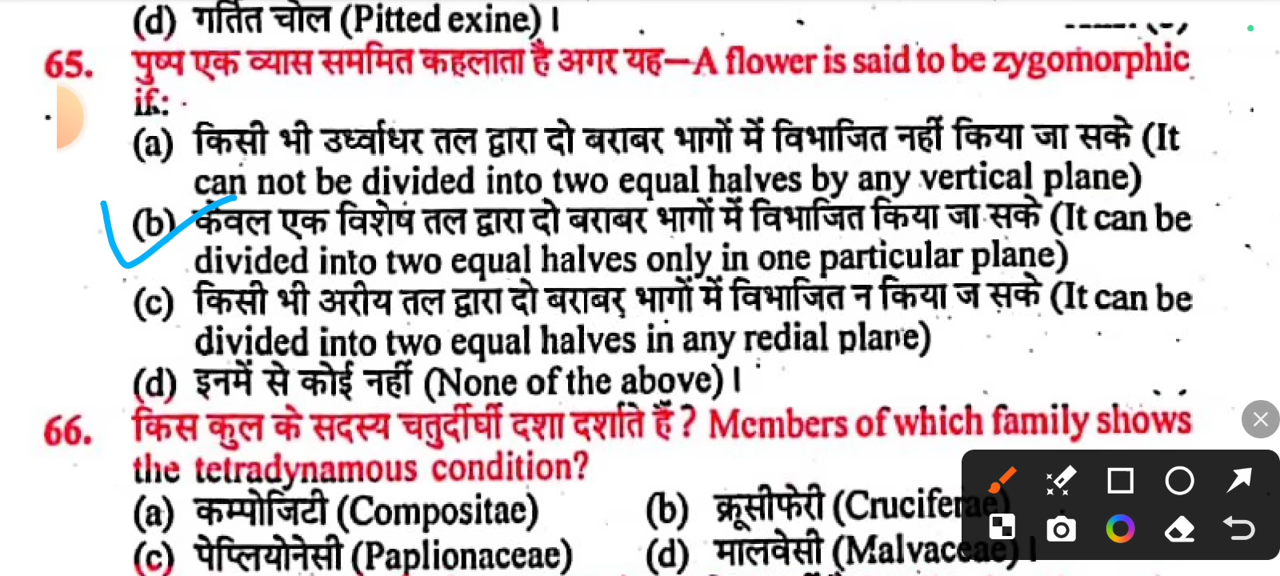 (d) गर्तित चोल (Pitted exine) ।
65. पुष्प एक व्यास सममित कहलाता है अगर यह—A flower is said to be zygomorphic
if:
(a) किसी भी उर्ध्वाधर तल द्वारा दो बराबर भागों में विभाजित नहीं किया जा सके (It
can not be divided into two equal halves by any vertical plane)
(b) केवल एक विशेष तल द्वारा दो बराबर भागों में विभाजित किया जा सके (It can be
divided into two equal halves only in one particular plane)
(c) किसी भी अरीय तल द्वारा दो बराबर भागों में विभाजित न किया ज सके (It can be
divided into two equal halves in any redial plane)
(d) इनमें से कोई नहीं (None of the above) ।
66. किस कुल के सदस्य चतुर्दीर्घी दशा दर्शाते हैं ? Members of which family shows
the tetradynamous condition?
(a) कम्पोजिटी (Compositae) (b) क्रूसीफेरी (Cruciferae)
(c) पेप्लियोनेसी (Paplionaceae) (d) मालवेसी (Malvaceae) ।